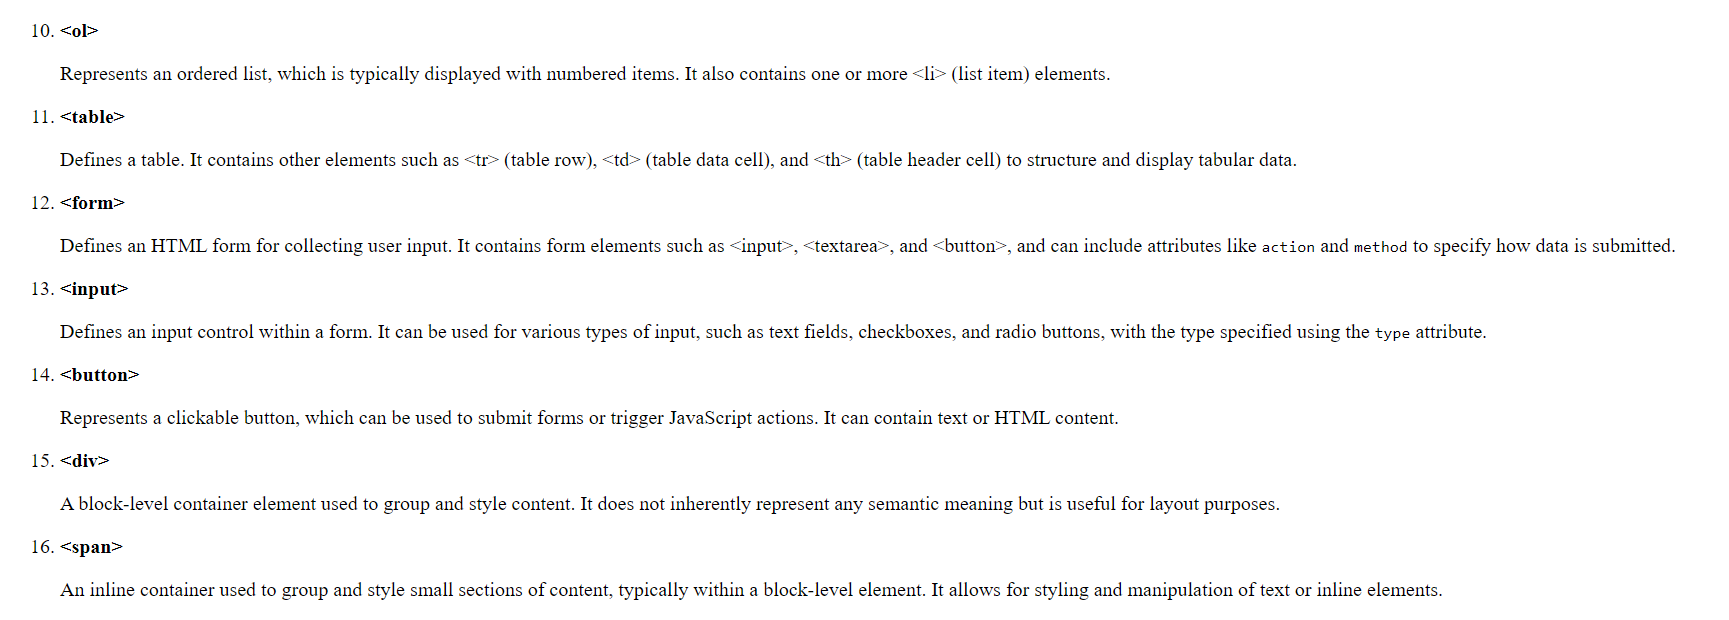 10. <ol>
Represents an ordered list, which is typically displayed with numbered items. It also contains one or more <li> (list item) elements.
11. <table>
Defines a table. It contains other elements such as <tr> (table row), <td> (table data cell), and <th> (table header cell) to structure and display tabular data.
12. <form>
Defines an HTML form for collecting user input. It contains form elements such as <input>, <textarea>, and <button>, and can include attributes like action and method to specify how data is submitted.
13. <input>
Defines an input control within a form. It can be used for various types of input, such as text fields, checkboxes, and radio buttons, with the type specified using the type attribute.
14. <button>
Represents a clickable button, which can be used to submit forms or trigger JavaScript actions. It can contain text or HTML content.
15. <div>
A block-level container element used to group and style content. It does not inherently represent any semantic meaning but is useful for layout purposes.
16. <span>
An inline container used to group and style small sections of content, typically within a block-level element. It allows for styling and manipulation of text or inline elements.